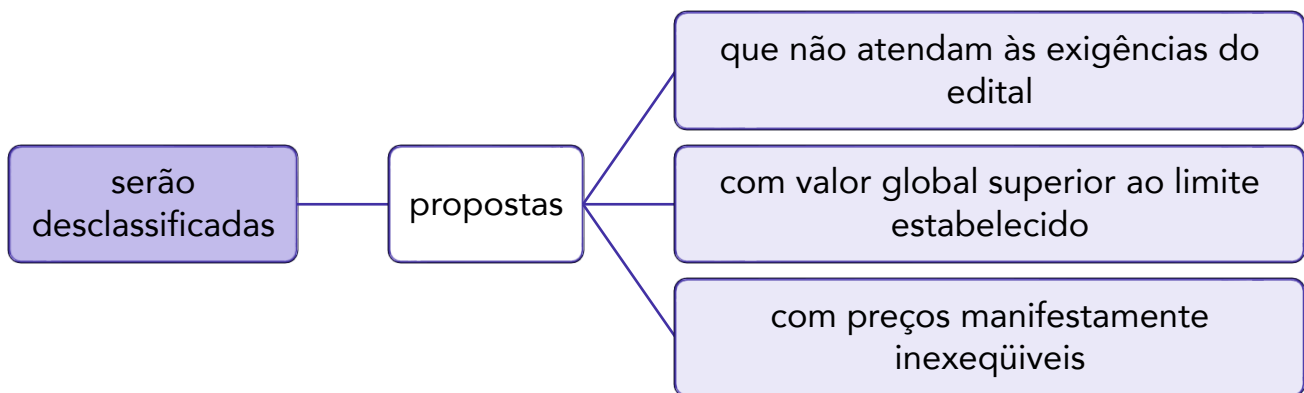 serão
desclassificadas
propostas
que não atendam às exigências do
edital
com valor global superior ao limite
estabelecido
com preços manifestamente
inexeqüiveis